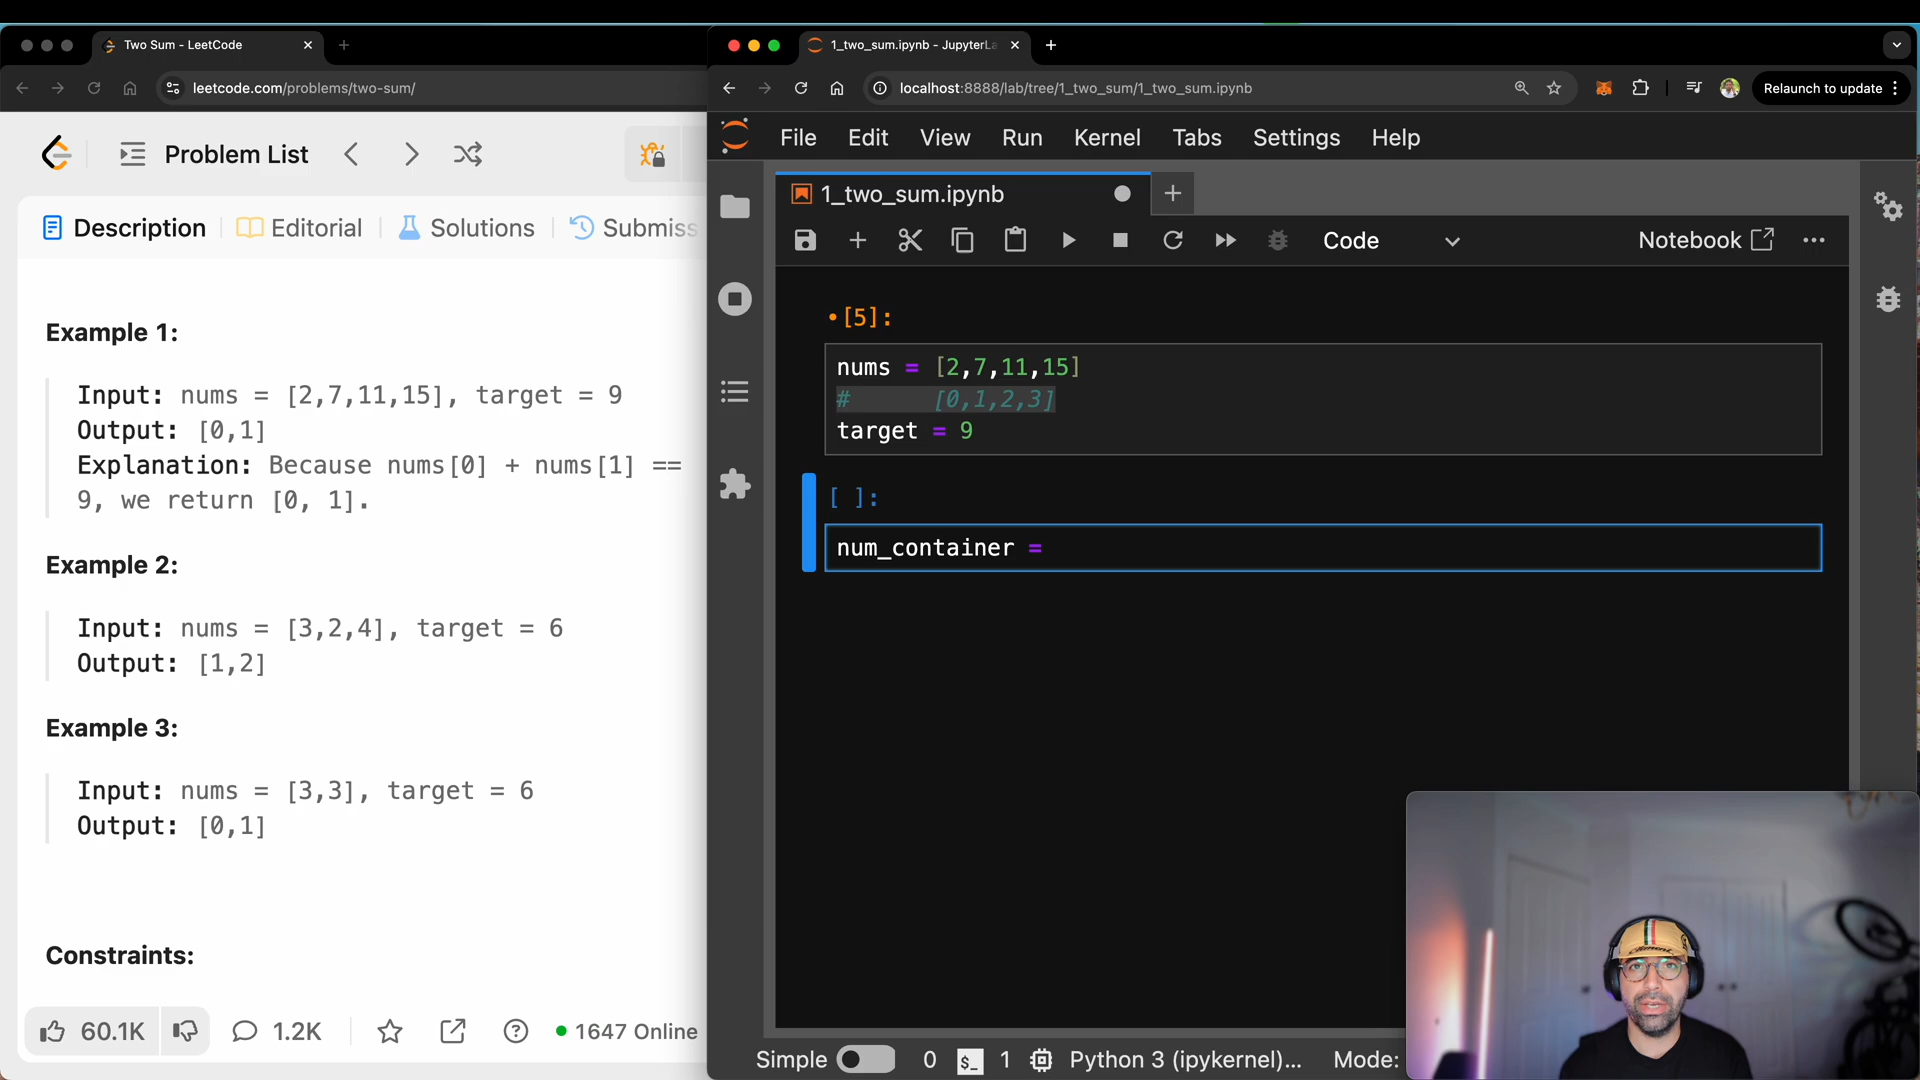 Two Sum - LeetCode
leetcode.com/problems/two-sum/
Problem List
Description
Editorial
Solutions
Submiss
Example 1:
Input: nums = [2,7,11,15], target = 9
Output: [0,1]
Explanation: Because nums[0] + nums[1] ==
9, we return [0, 1].
Example 2:
Input: nums = [3,2,4], target = 6
Output: [1,2]
Example 3:
Input: nums = [3,3], target = 6
Output: [0,1]
Constraints:
60.1K
1.2K
1647 Online
1_two_sum.ipynb - JupyterLa
localhost:8888/lab/tree/1_two_sum/1_two_sum.ipynb
Relaunch to update
File Edit View Run Kernel Tabs Settings Help
1_two_sum.ipynb
Code
Notebook
[5]:
nums = [2,7,11,15]
# [0,1,2,3]
target = 9
[ ]:
num_container =
Simple
0
$_
1
Python 3 (ipykernel)...
Mode: